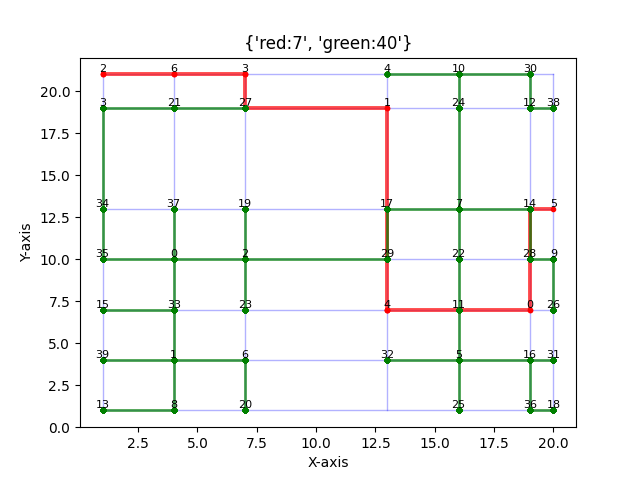 {'red:7', 'green:40'}
2 6 3 4 10 30
20.0
3 21 27 1 24 12 38
17.5
15.0
34 37 19 17 7 14 5
12.5
35 0 2 29 22 28 9
10.0
Y-axis
15 33 23 4 11 0 26
7.5
5.0
39 1 6 32 5 16 31
2.5
13 8 20 25 36 18
0.0
2.5 5.0 7.5 10.0 12.5 15.0 17.5 20.0
X-axis